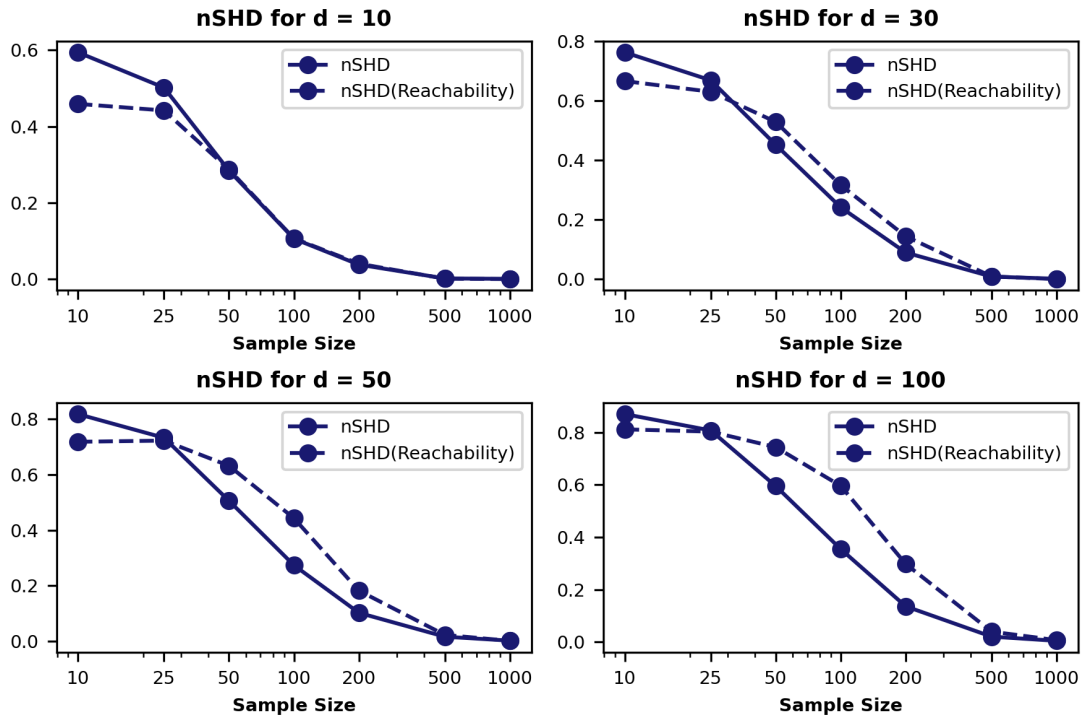 nSHD for d = 10
0.6
0.4
0.2
0.0
nSHD
nSHD(Reachability)
10 25 50 100 200 500 1000
Sample Size
nSHD for d = 30
0.8
0.6
0.4
0.2
0.0
nSHD
nSHD(Reachability)
10 25 50 100 200 500 1000
Sample Size
nSHD for d = 50
0.8
0.6
0.4
0.2
0.0
nSHD
nSHD(Reachability)
10 25 50 100 200 500 1000
Sample Size
nSHD for d = 100
0.8
0.6
0.4
0.2
0.0
nSHD
nSHD(Reachability)
10 25 50 100 200 500 1000
Sample Size